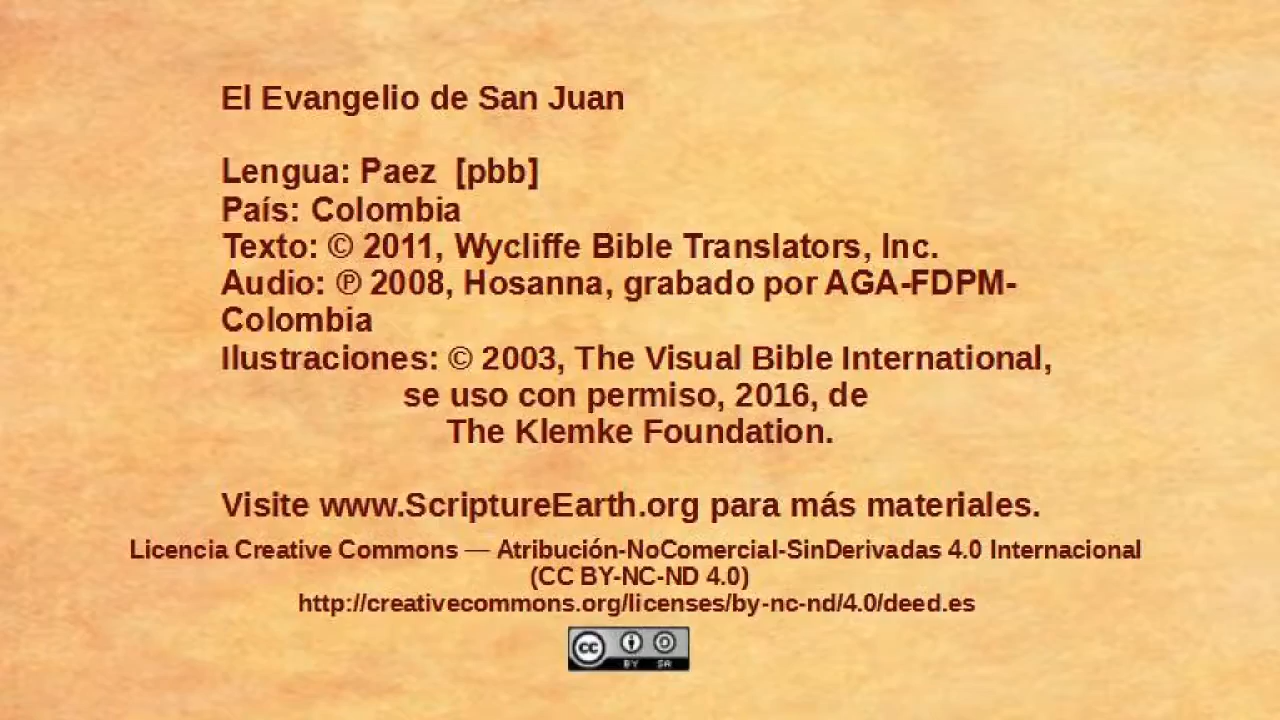 El Evangelio de San Juan
Lengua: Paez [pbb]
País: Colombia
Texto: © 2011, Wycliffe Bible Translators, Inc.
Audio: ℗ 2008, Hosanna, grabado por AGA-FDPM-
Colombia
Ilustraciones: © 2003, The Visual Bible International,
se uso con permiso, 2016, de
The Klemke Foundation.
Visite www.ScriptureEarth.org para más materiales.
Licencia Creative Commons — Atribución-NoComercial-SinDerivadas 4.0 Internacional
(CC BY-NC-ND 4.0)
http://creativecommons.org/licenses/by-nc-nd/4.0/deed.es
cc BY SA